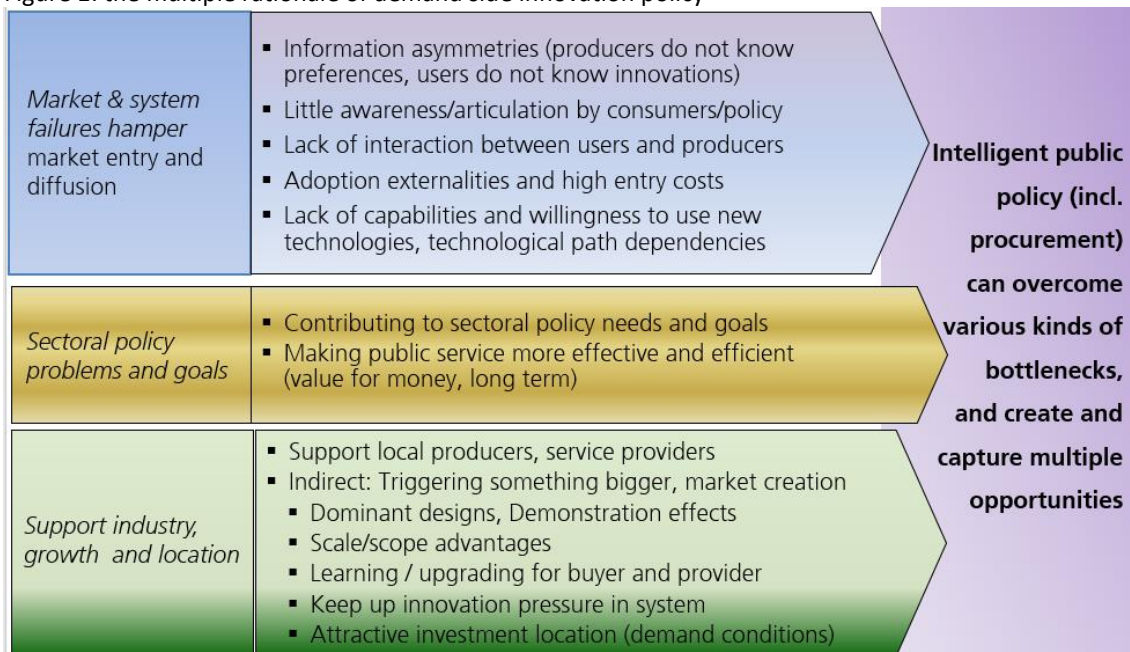 Market & system
failures hamper
market entry and
diffusion
▪ Information asymmetries (producers do not know
preferences, users do not know innovations)
▪ Little awareness/articulation by consumers/policy
▪ Lack of interaction between users and producers
▪ Adoption externalities and high entry costs
▪ Lack of capabilities and willingness to use new
technologies, technological path dependencies
Sectoral policy
problems and goals
▪ Contributing to sectoral policy needs and goals
▪ Making public service more effective and efficient
(value for money, long term)
Support industry,
growth and location
▪ Support local producers, service providers
▪ Indirect: Triggering something bigger, market creation
▪ Dominant designs, Demonstration effects
▪ Scale/scope advantages
▪ Learning / upgrading for buyer and provider
▪ Keep up innovation pressure in system
▪ Attractive investment location (demand conditions)
Intelligent public
policy (incl.
procurement)
can overcome
various kinds of
bottlenecks,
and create and
capture multiple
opportunities